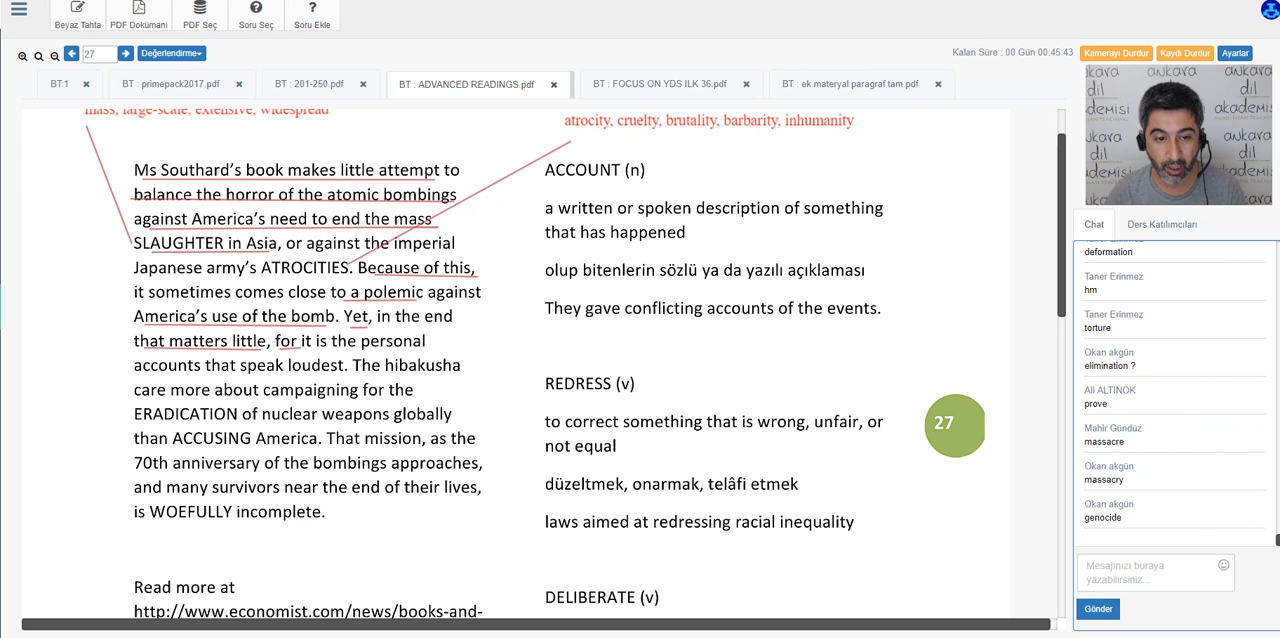 Beyaz Tahta
PDF Dokümanı
PDF Seç
Soru Seç
Soru Ekle
27
Değerlendirme
Kalan Süre : 00 Gün 00:45:43
Kamerayı Durdur
Kaydı Durdur
Ayarlar
BT:1
BT : primepack2017.pdf
BT : 201-250.pdf
BT : ADVANCED READINGS.pdf
BT : FOCUS ON YDS ILK 36.pdf
BT : ek materyal paragraf tam.pdf
mass, large-scale, extensive, widespread
atrocity, cruelty, brutality, barbarity, inhumanity
Ms Southard's book makes little attempt to
balance the horror of the atomic bombings
against America's need to end the mass
SLAUGHTER in Asia, or against the imperial
Japanese army's ATROCITIES. Because of this,
it sometimes comes close to a polemic against
America's use of the bomb. Yet, in the end
that matters little, for it is the personal
accounts that speak loudest. The hibakusha
care more about campaigning for the
ERADICATION of nuclear weapons globally
than ACCUSING America. That mission, as the
70th anniversary of the bombings approaches,
and many survivors near the end of their lives,
is WOEFULLY incomplete.
Read more at
http://www.economist.com/news/books-and-
ACCOUNT (n)
a written or spoken description of something
that has happened
olup bitenlerin sözlü ya da yazılı açıklaması
They gave conflicting accounts of the events.
REDRESS (v)
to correct something that is wrong, unfair, or
not equal
düzeltmek, onarmak, telâfi etmek
laws aimed at redressing racial inequality
DELIBERATE (v)
27
ankara
dil
akademisi
Chat
Ders Katılımcıları
Taner Erinmez
deformation
Taner Erinmez
hm
Taner Erinmez
torture
Okan akgün
elimination ?
Ali ALTINOK
prove
Mahir Gündüz
massacre
Okan akgün
massacry
Okan akgün
genocide
Mesajınızı buraya
yazabilirsiniz...
Gönder